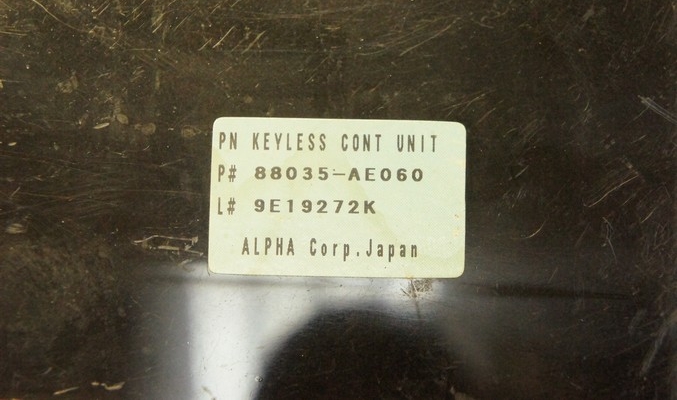 PN KEYLESS CONT UNIT
P# 88035-AE060
L# 9E19272K
ALPHA Corp.Japan